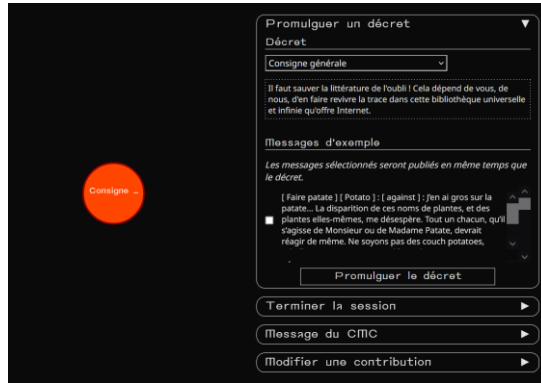 Promulguer un décret
Décret
Consigne générale
Il faut sauver la littérature de l'oubli ! Cela dépend de vous, de
nous, d'en faire revivre la trace dans cette bibliothèque universelle
et infinie qu'offre Internet.
Messages d'exemple
Les messages sélectionnés seront publiés en même temps que
le décret.
Consigne ...
[ Faire patate ] [ Potato ] : [ against ] : J'en ai gros sur la
patate... La disparition de ces noms de plantes, et des
plantes elles-mêmes, me désespère. Tout un chacun, qu'il
s'agisse de Monsieur ou de Madame Patate, devrait
réagir de même. Ne soyons pas des couch potatoes,
Promulguer le décret
Terminer la session
Message du CMC
Modifier une contribution